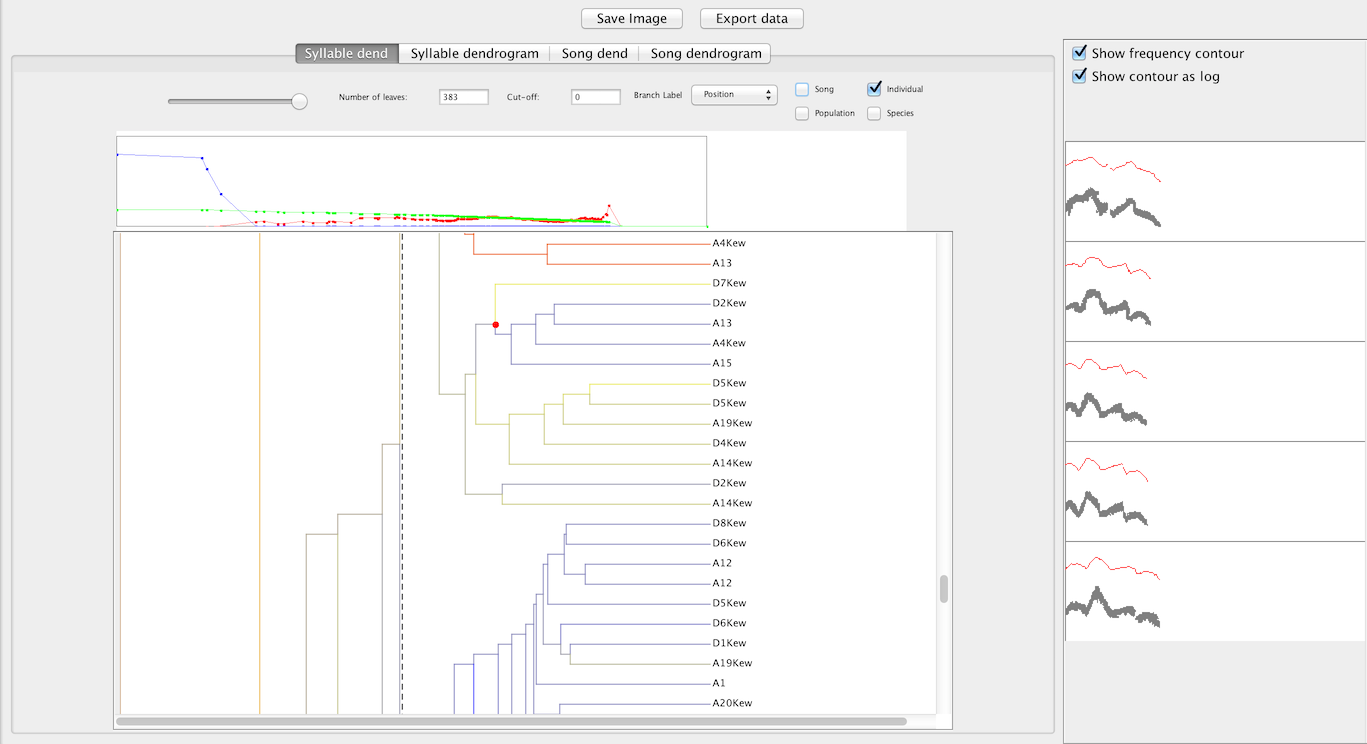 Save Image Export data
Syllable dend Syllable dendrogram Song dend Song dendrogram
Show frequency contour
Show contour as log
Number of leaves: 383 Cut-off: 0 Branch Label Position Song Individual
Population Species
A4Kew
A13
D7Kew
D2Kew
A13
A4Kew
A15
D5Kew
D5Kew
A19Kew
D4Kew
A14Kew
D2Kew
A14Kew
D8Kew
D6Kew
A12
A12
D5Kew
D6Kew
D1Kew
A19Kew
A1
A20Kew